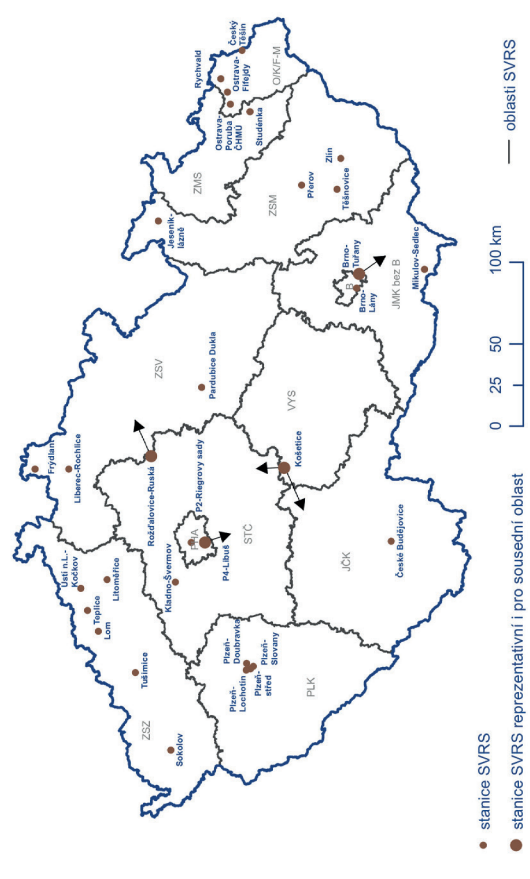 Frýdlant
Liberec-Rochlice
Ústí n.L.-
Kočkov
Teplice
Lom
Litoměřice
Tušimice
ZSZ
Sokolov
Rožďalovice-Ruská
ZSV
Pardubice Dukla
Jeseník-
lázně
ZMS
Rychvald
Ostrava-
Poruba
ČHMÚ
Ostrava-
Fifejdy
Český
Těšín
Studénka
O/K/F-M
Kladno-Švermov
P2-Riegrovy sady
PHA
P4-Libuš
STČ
Plzeň-
Lochotín
Plzeň-
Doubravka
Plzeň-
střed
Plzeň-
Slovany
PLK
Košetice
VYS
ZSM
Přerov
Zlín
Těšnovice
JČK
České Budějovice
Brno-
Tuřany
B
Brno-
Lány
JMK bez B
Mikulov-Sedlec
stanice SVRS
stanice SVRS reprezentativní i pro sousední oblast
0 25 50 100 km
oblasti SVRS